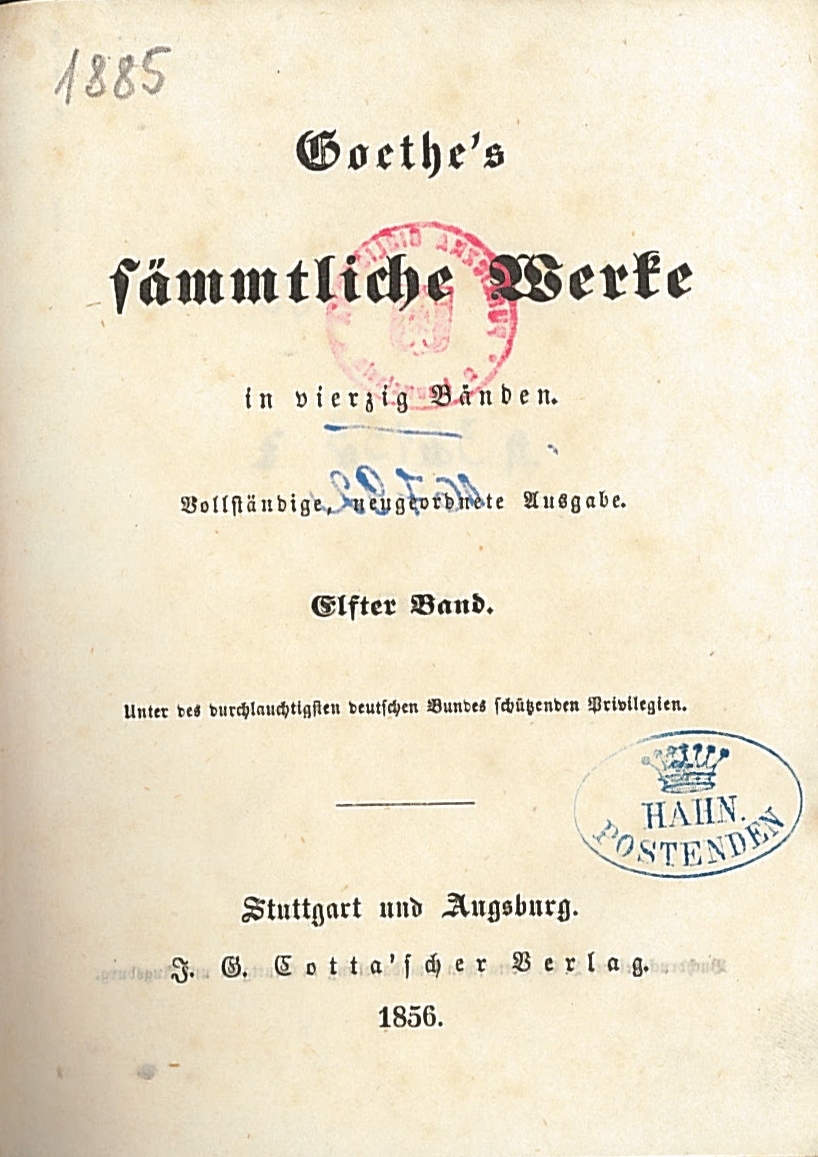 1885
Goethe's
sämmtliche Werke
in vierzig Bänden.
Vollständige, neugeordnete Ausgabe.
Elfter Band.
Unter des durchlauchtigsten deutschen Bundes schützenden Privilegien.
HAHN.
POSTENDEN
Stuttgart und Augsburg.
J. G. Cotta'scher Verlag.
1856.